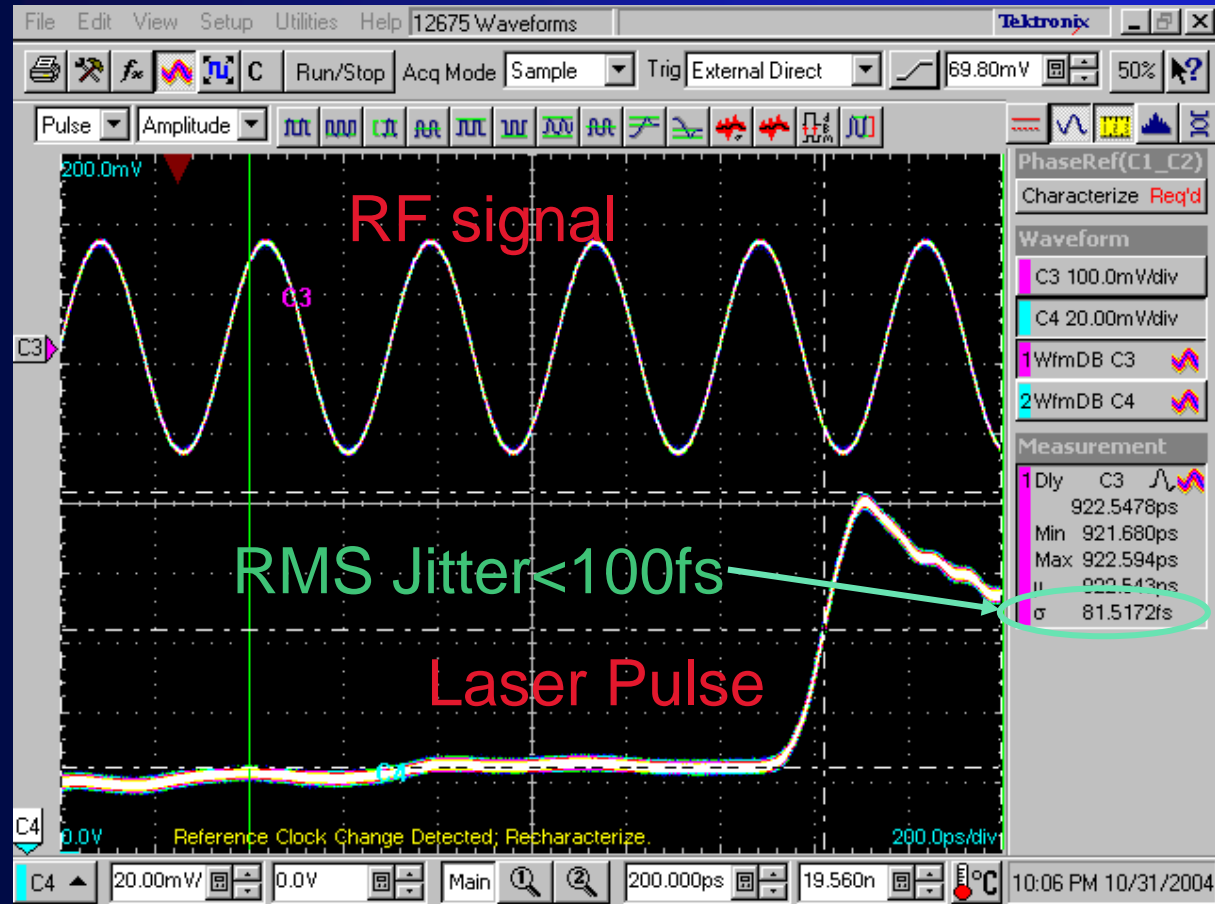 File Edit View Setup Utilities Help 12675 Waveforms Tektronix
C Run/Stop Acq Mode Sample Trig External Direct 69.80mV 50%
Pulse Amplitude
200.0mV
RF signal
C3
C3
RMS Jitter<100fs
Laser Pulse
C4
C4
0.0V Reference Clock Change Detected; Recharacterize. 200.0ps/div
PhaseRef(C1_C2)
Characterize Req'd
Waveform
C3 100.0mV/div
C4 20.00mV/div
1 WfmDB C3
2 WfmDB C4
Measurement
1 Dly C3
922.5478ps
Min 921.680ps
Max 922.594ps
μ 922.543ps
σ 81.5172fs
C4 20.00mV/ 0.0V Main 1 2 200.000ps 19.560n °C 10:06 PM 10/31/2004